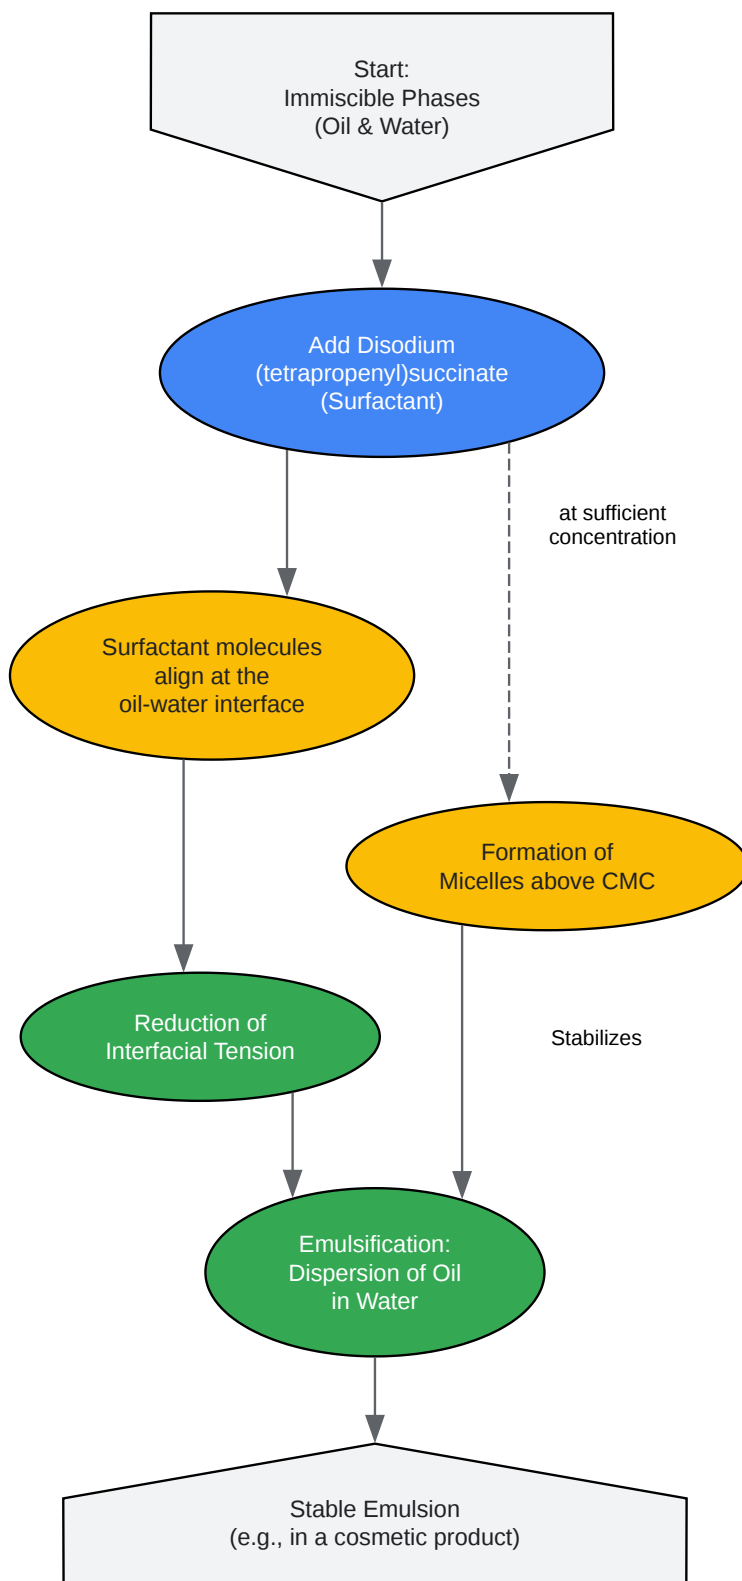 Start:
Immiscible Phases
(Oil & Water)
Add Disodium
(tetrapropenyl)succinate
(Surfactant)
at sufficient
concentration
Surfactant molecules
align at the
oil-water interface
Formation of
Micelles above CMC
Reduction of
Interfacial Tension
Stabilizes
Emulsification:
Dispersion of Oil
in Water
Stable Emulsion
(e.g., in a cosmetic product)